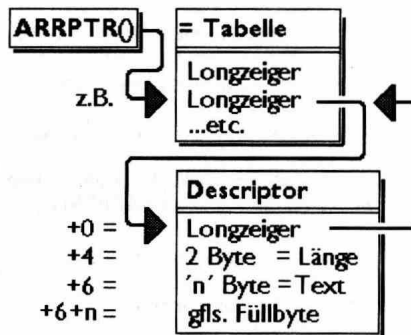 ARRPTR() = Tabelle
Longzeiger
z.B. Longzeiger
...etc.
Descriptor
+0 = Longzeiger
+4 = 2 Byte = Länge
+6 = 'n' Byte = Text
+6+n = gfls. Füllbyte